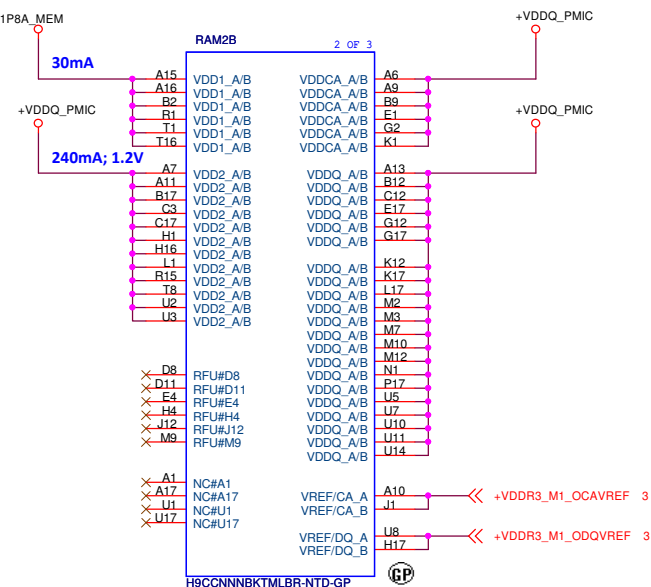 1P8A_MEM
+VDDQ_PMIC
RAM2B
2 OF 3
30mA
A15 VDD1_A/B VDDCA_A/B A6
A16 VDD1_A/B VDDCA_A/B A9
B2 VDD1_A/B VDDCA_A/B B9
R1 VDD1_A/B VDDCA_A/B E1
T1 VDD1_A/B VDDCA_A/B G2
T16 VDD1_A/B VDDCA_A/B K1
+VDDQ_PMIC
+VDDQ_PMIC
240mA; 1.2V
A7 VDD2_A/B VDDQ_A/B A13
A11 VDD2_A/B VDDQ_A/B B12
B17 VDD2_A/B VDDQ_A/B C12
C3 VDD2_A/B VDDQ_A/B E17
C17 VDD2_A/B VDDQ_A/B G12
H1 VDD2_A/B VDDQ_A/B G17
H16 VDD2_A/B
L1 VDD2_A/B VDDQ_A/B K12
R15 VDD2_A/B VDDQ_A/B K17
T8 VDD2_A/B VDDQ_A/B L17
U2 VDD2_A/B VDDQ_A/B M2
U3 VDD2_A/B VDDQ_A/B M3
VDDQ_A/B M7
VDDQ_A/B M10
VDDQ_A/B M12
D8 RFU#D8 VDDQ_A/B N1
D11 RFU#D11 VDDQ_A/B P17
E4 RFU#E4 VDDQ_A/B U5
H4 RFU#H4 VDDQ_A/B U7
J12 RFU#J12 VDDQ_A/B U10
M9 RFU#M9 VDDQ_A/B U11
VDDQ_A/B U14
A1 NC#A1
A17 NC#A17 VREF/CA_A A10 +VDDR3_M1_OCAVREF 3
U1 NC#U1 VREF/CA_B J1
U17 NC#U17
VREF/DQ_A U8 +VDDR3_M1_ODQVREF 3
VREF/DQ_B H17
H9CCNNNBKTMLBR-NTD-GP
GP